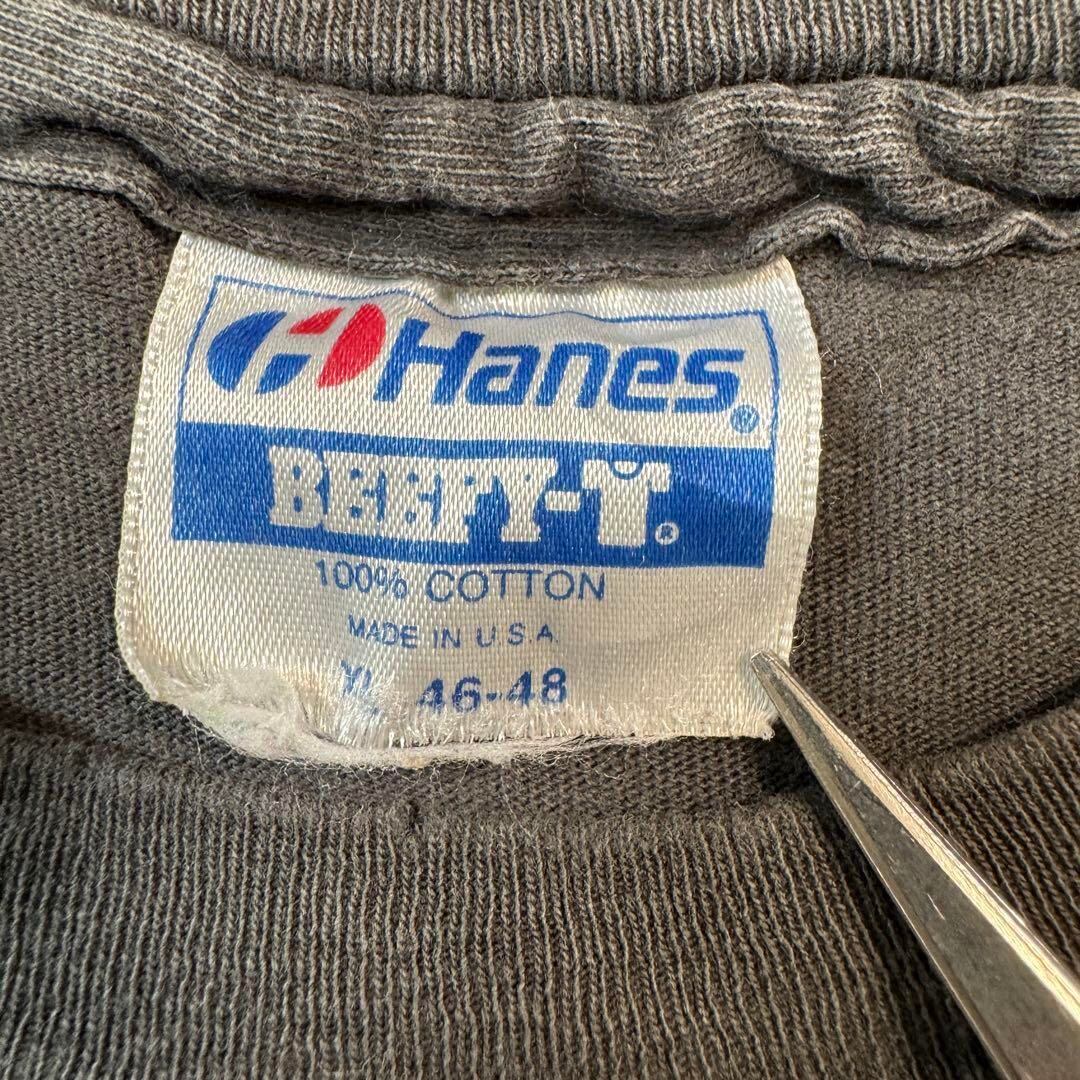 Hanes®
BEEFY-T®
100% COTTON
MADE IN U.S.A.
XL 46-48